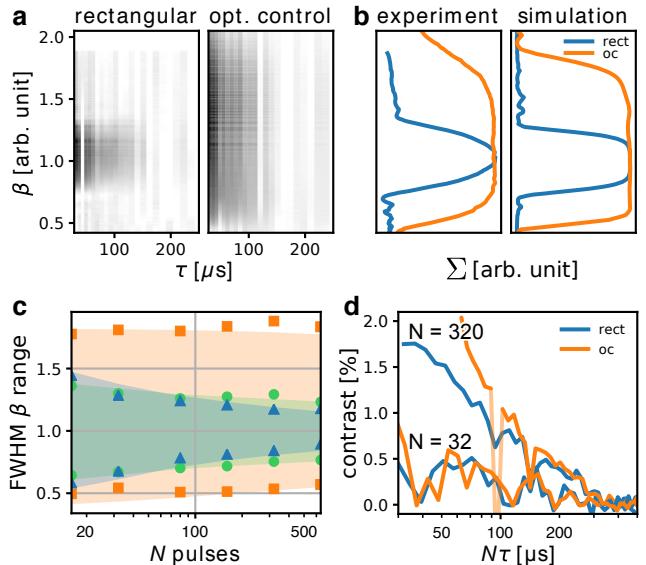 a
rectangular
opt. control
2.0
1.5
1.0
0.5
β [arb. unit]
100
200
100
200
τ [μs]
b
experiment
simulation
rect
oc
∑ [arb. unit]
c
1.5
1.0
0.5
FWHM β range
20
100
500
N pulses
d
2.0
1.5
1.0
0.5
0.0
contrast [%]
N = 320
N = 32
rect
oc
50
100
200
Nτ [μs]